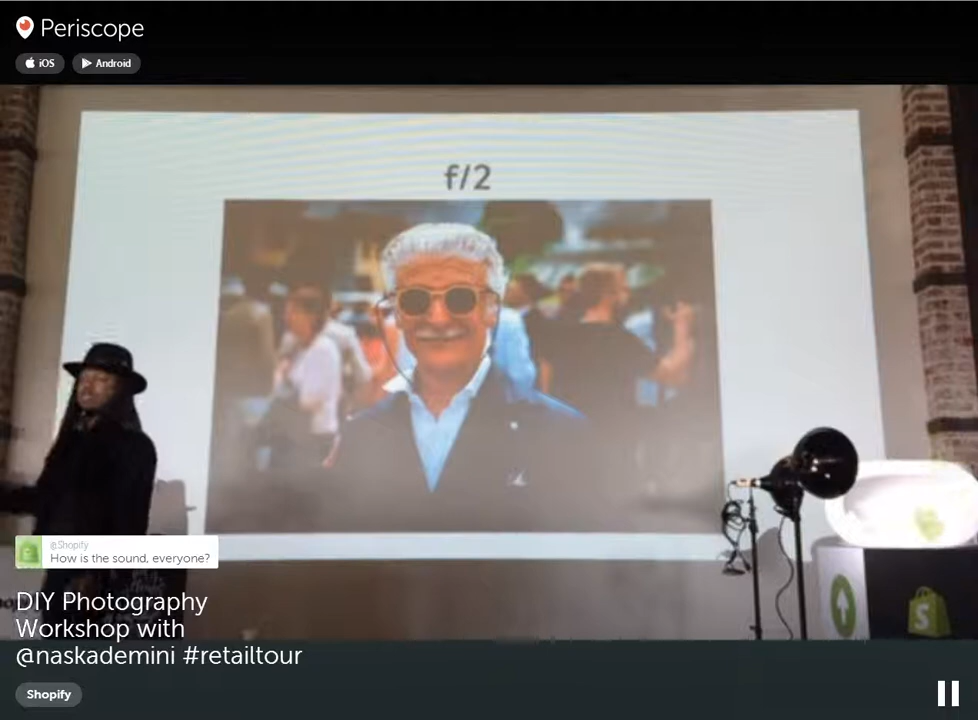 Periscope
iOS
Android
f/2
@Shopify
How is the sound, everyone?
DIY Photography
Workshop with
@naskademini #retailtour
Shopify
S